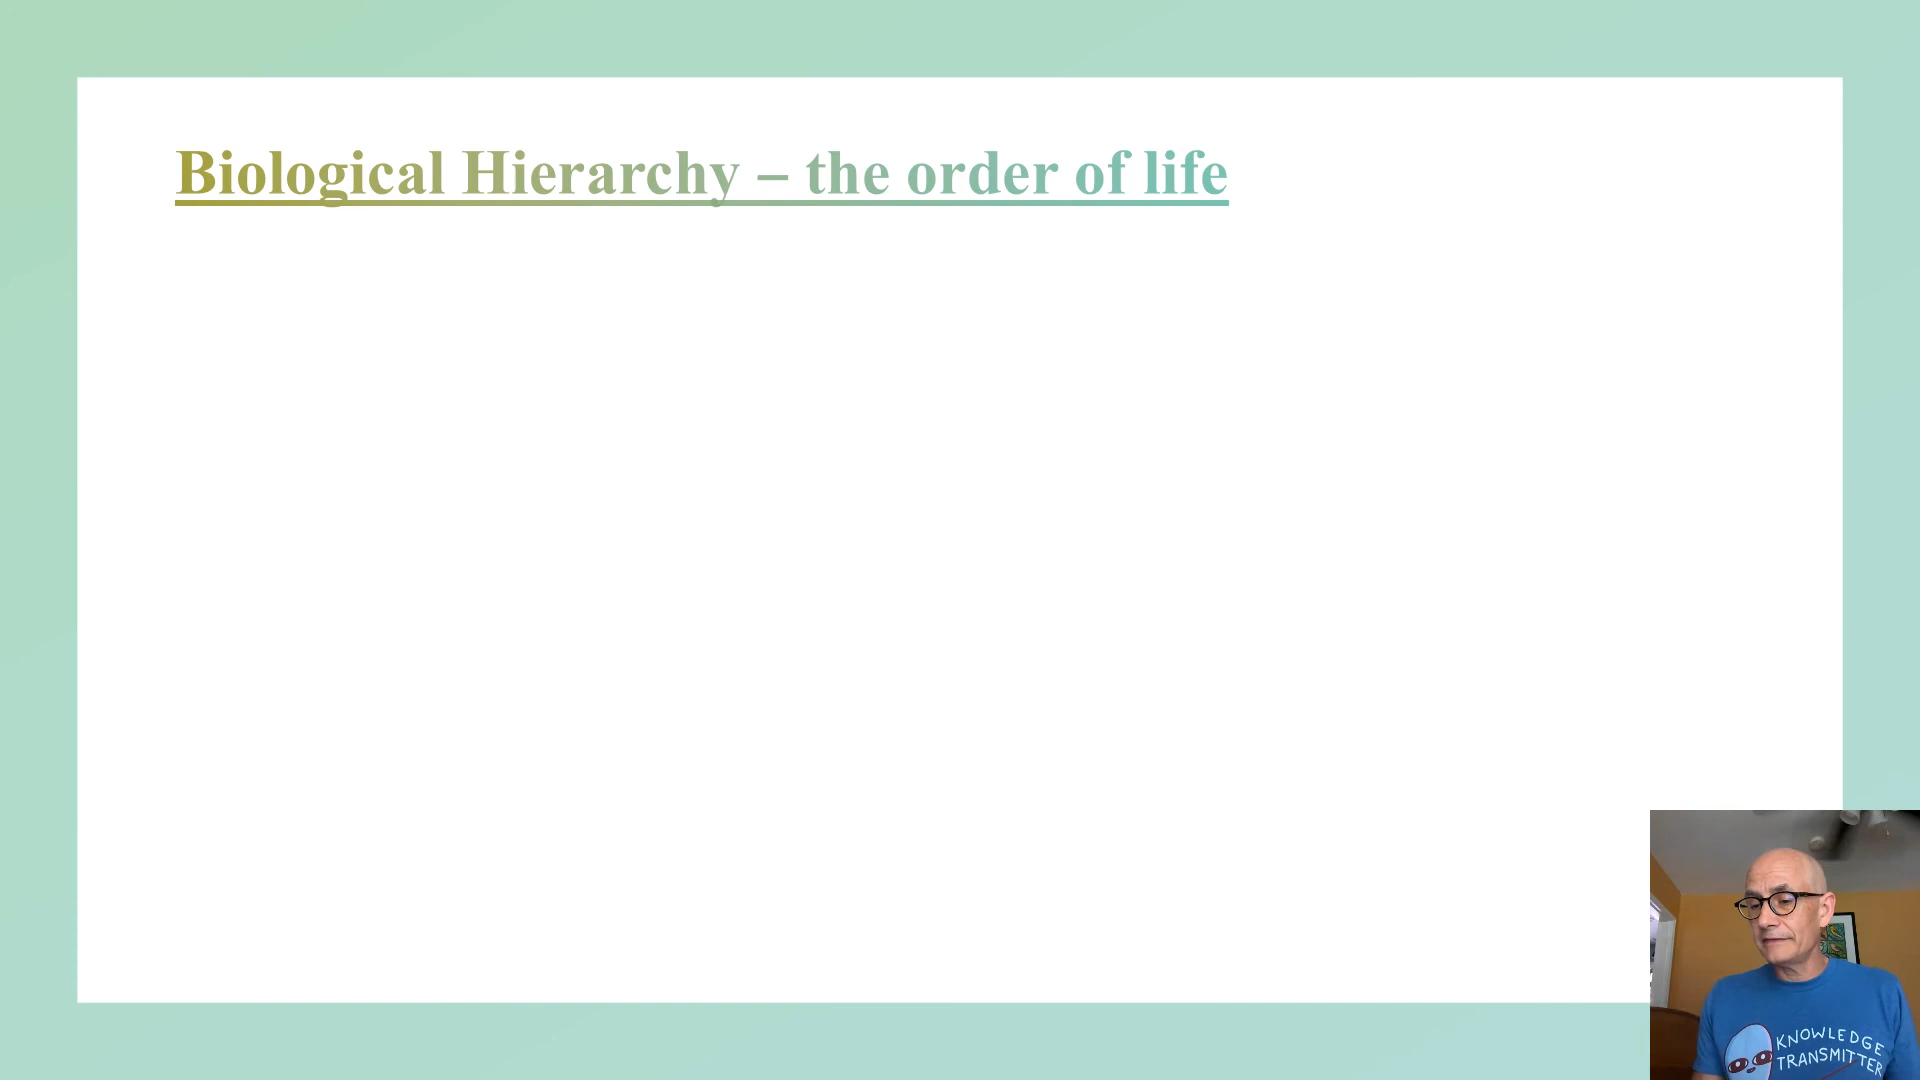 Biological Hierarchy – the order of life
KNOWLEDGE
TRANSMITTER